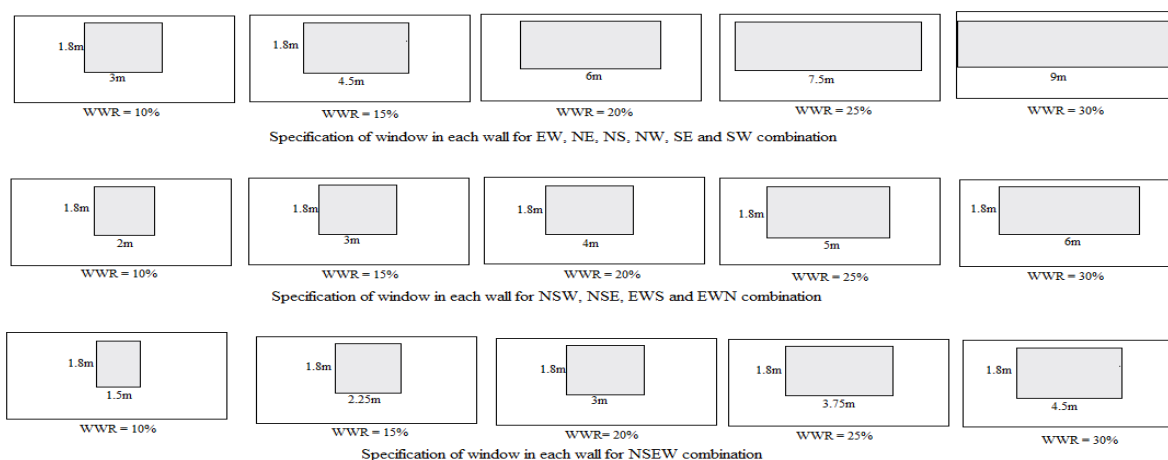 1.8m 1.8m
3m 4.5m 6m 7.5m 9m
WWR = 10% WWR = 15% WWR = 20% WWR = 25% WWR = 30%
Specification of window in each wall for EW, NE, NS, NW, SE and SW combination
1.8m 1.8m 1.8m 1.8m 1.8m
2m 3m 4m 5m 6m
WWR = 10% WWR = 15% WWR = 20% WWR = 25% WWR = 30%
Specification of window in each wall for NSW, NSE, EWS and EWN combination
1.8m 1.8m 1.8m 1.8m 1.8m
1.5m 2.25m 3m 3.75m 4.5m
WWR = 10% WWR = 15% WWR= 20% WWR = 25% WWR = 30%
Specification of window in each wall for NSEW combination